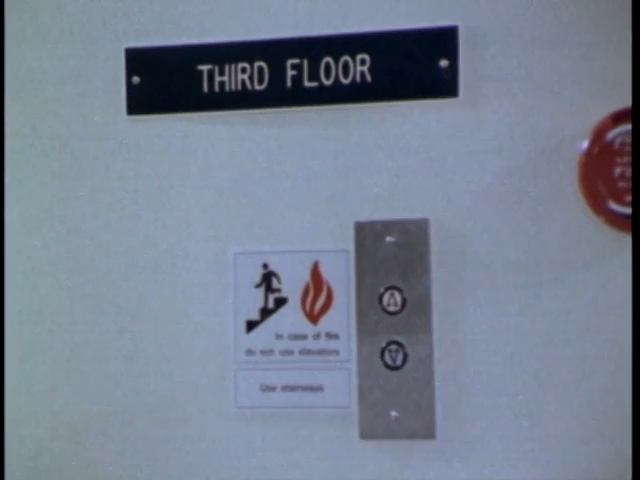 THIRD FLOOR
In case of fire
do not use elevators
Use stairways